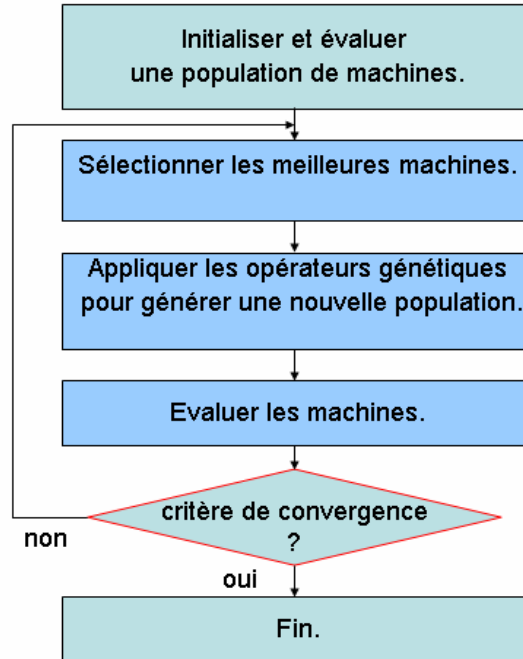 Initialiser et évaluer
une population de machines.
Sélectionner les meilleures machines.
Appliquer les opérateurs génétiques
pour générer une nouvelle population.
Evaluer les machines.
critère de convergence
?
non
oui
Fin.